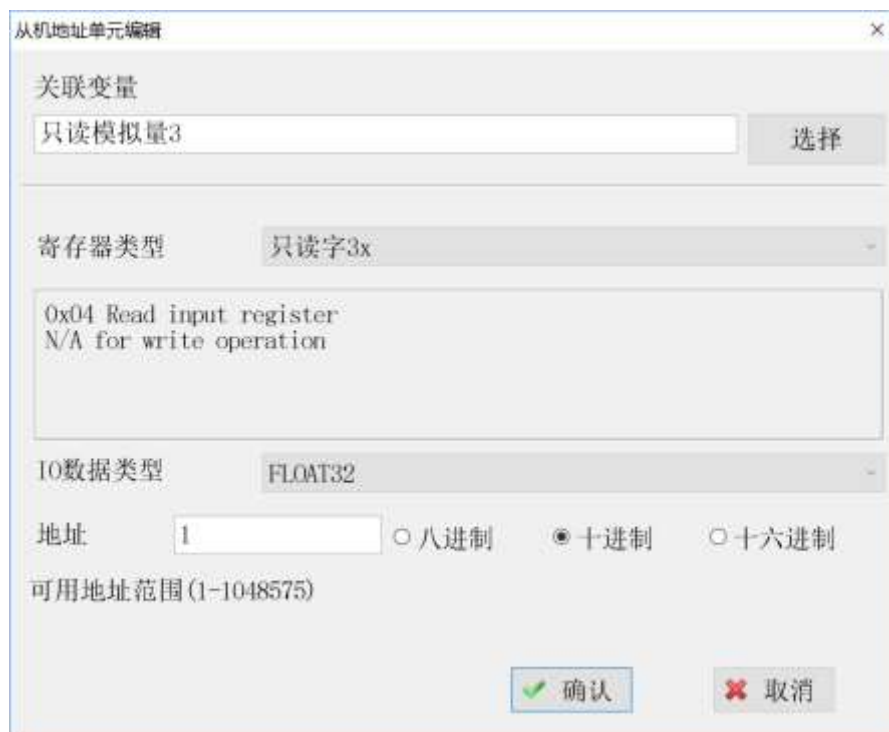 从机地址单元编辑
关联变量
只读模拟量3
选择
寄存器类型 只读字3x
0x04 Read input register
N/A for write operation
IO数据类型 FLOAT32
地址 1 八进制 十进制 十六进制
可用地址范围(1-1048575)
确认 取消